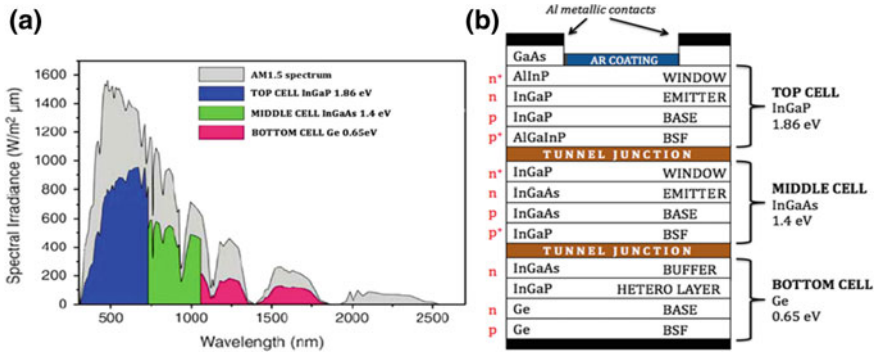 (a)
1600
1400
1200
1000
800
600
400
200
0
Spectral Irradiance (W/m² µm)
AM1.5 spectrum
TOP CELL InGaP 1.86 eV
MIDDLE CELL InGaAs 1.4 eV
BOTTOM CELL Ge 0.65eV
500 1000 1500 2000 2500
Wavelength (nm)
(b)
Al metallic contacts
GaAs
AR COATING
n⁺ AlInP WINDOW
n InGaP EMITTER
p InGaP BASE
p⁺ AlGaInP BSF
TOP CELL
InGaP
1.86 eV
TUNNEL JUNCTION
n⁺ InGaP WINDOW
n InGaAs EMITTER
p InGaAs BASE
p⁺ InGaP BSF
MIDDLE CELL
InGaAs
1.4 eV
TUNNEL JUNCTION
n InGaAs BUFFER
InGaP HETERO LAYER
n Ge BASE
p Ge BSF
BOTTOM CELL
Ge
0.65 eV